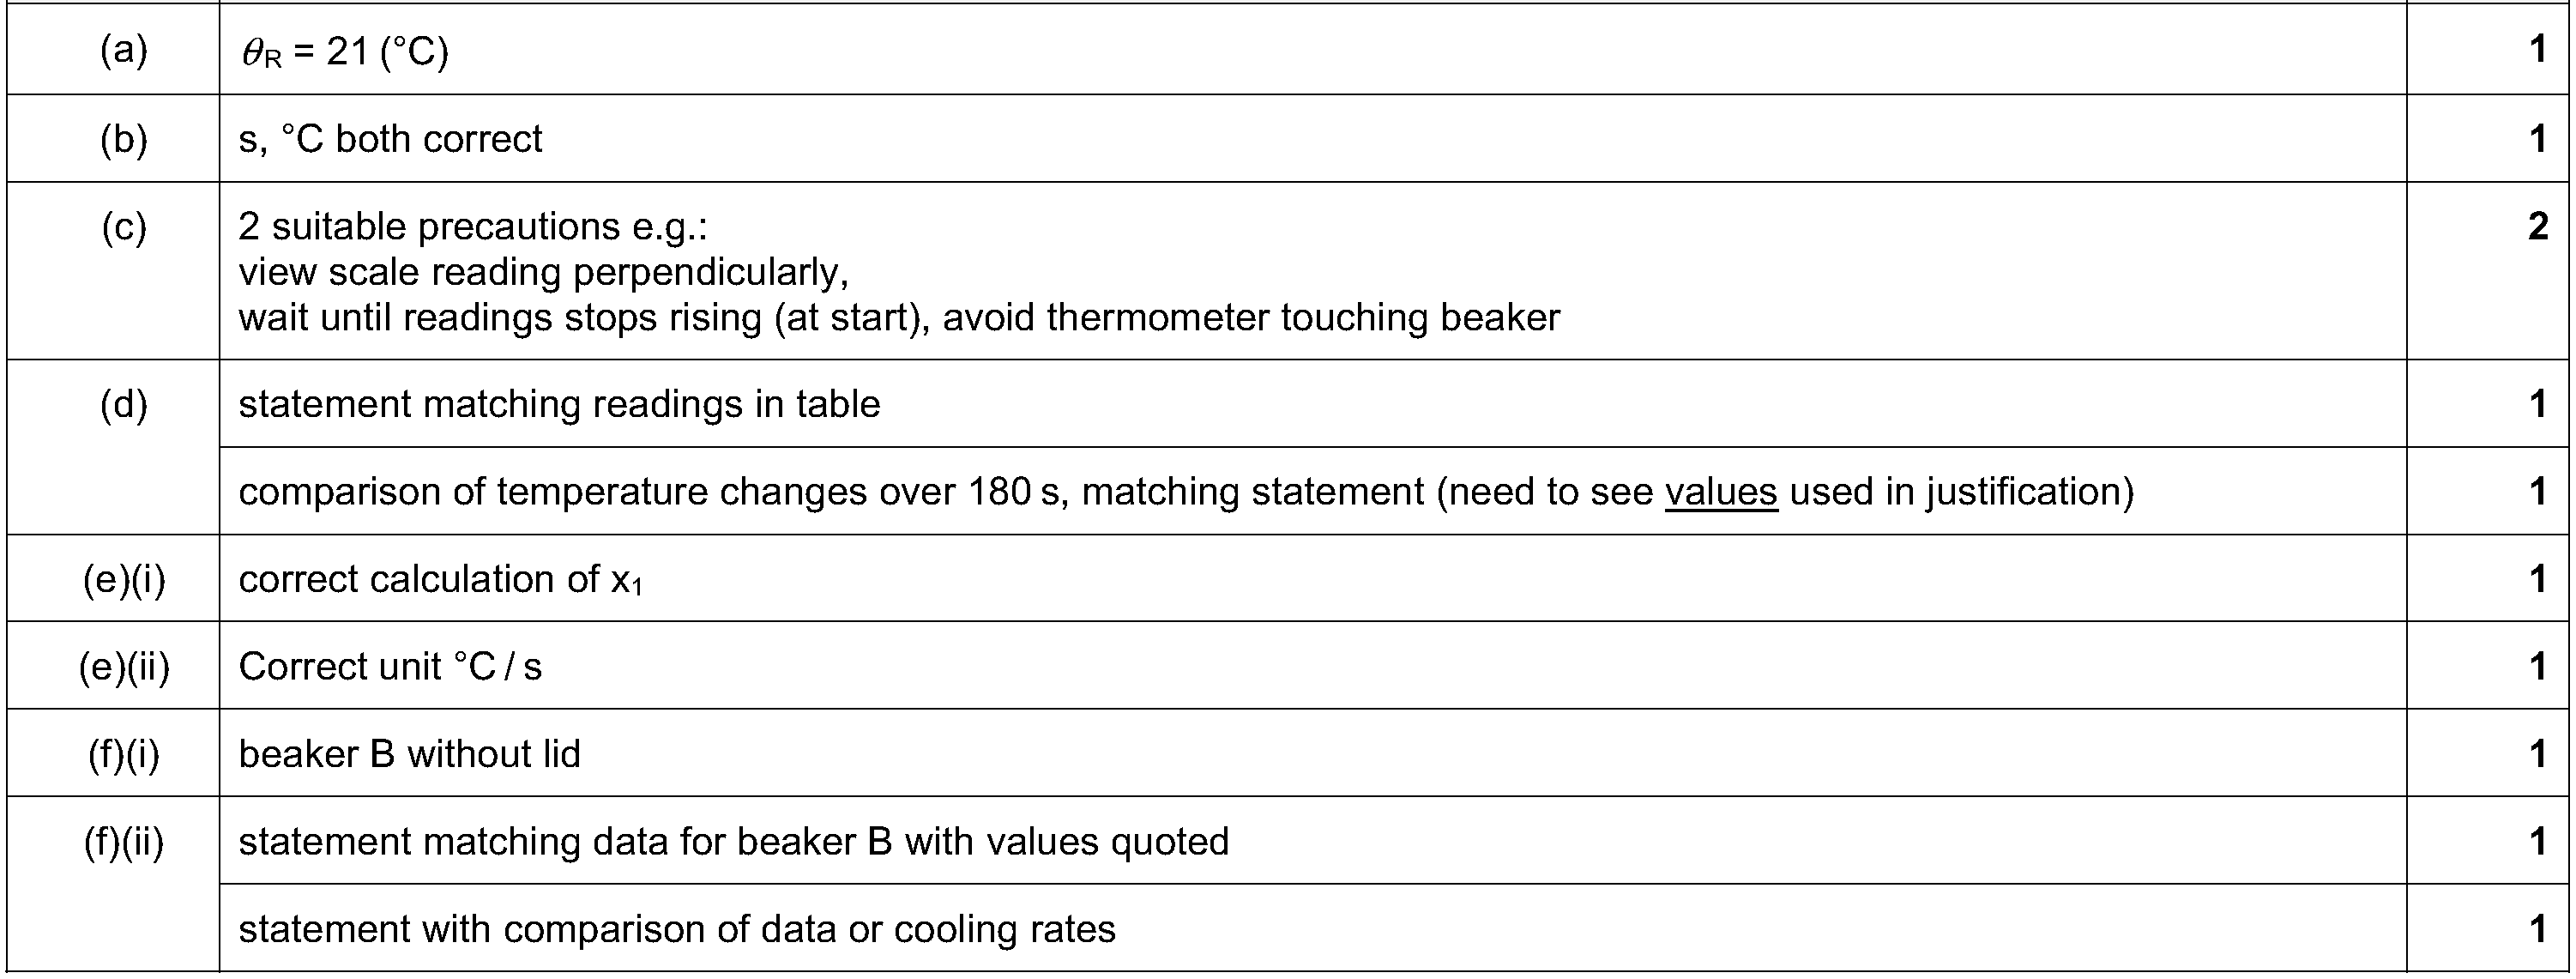 (a) θR = 21 (°C) 1
(b) s, °C both correct 1
(c) 2 suitable precautions e.g.: 2
view scale reading perpendicularly,
wait until readings stops rising (at start), avoid thermometer touching beaker
(d) statement matching readings in table 1
comparison of temperature changes over 180 s, matching statement (need to see values used in justification) 1
(e)(i) correct calculation of x1 1
(e)(ii) Correct unit °C / s 1
(f)(i) beaker B without lid 1
(f)(ii) statement matching data for beaker B with values quoted 1
statement with comparison of data or cooling rates 1